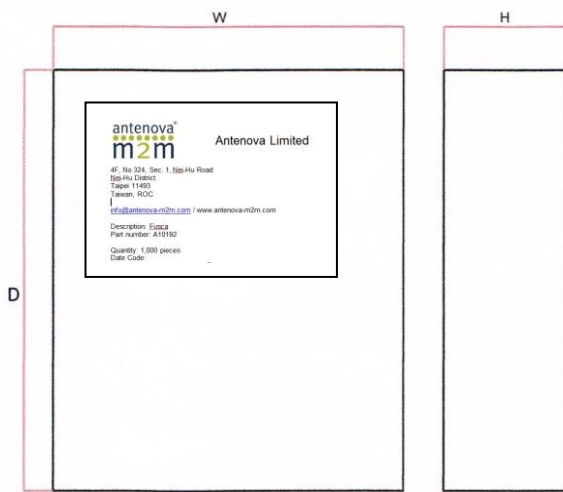 W
H
D
antenova®
m2m
Antenova Limited
4F, No 324, Sec. 1, Nei-Hu Road
Nei-Hu District
Taipei 11493
Taiwan, ROC
info@antenova-m2m.com / www.antenova-m2m.com
Description: Fusca
Part number: A10192
Quantity: 1,000 pieces
Date Code: